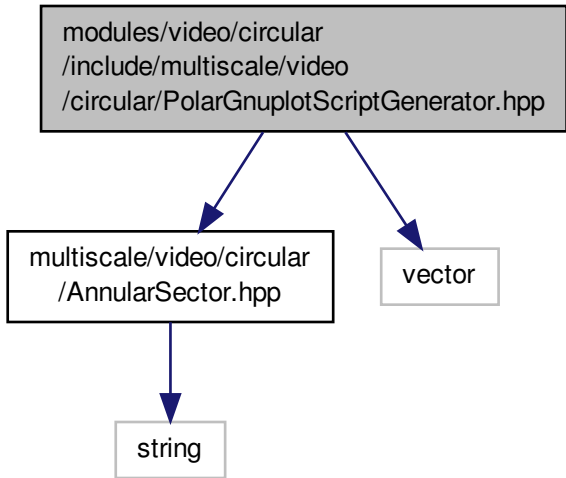 modules/video/circular
/include/multiscale/video
/circular/PolarGnuplotScriptGenerator.hpp
multiscale/video/circular
/AnnularSector.hpp
vector
string